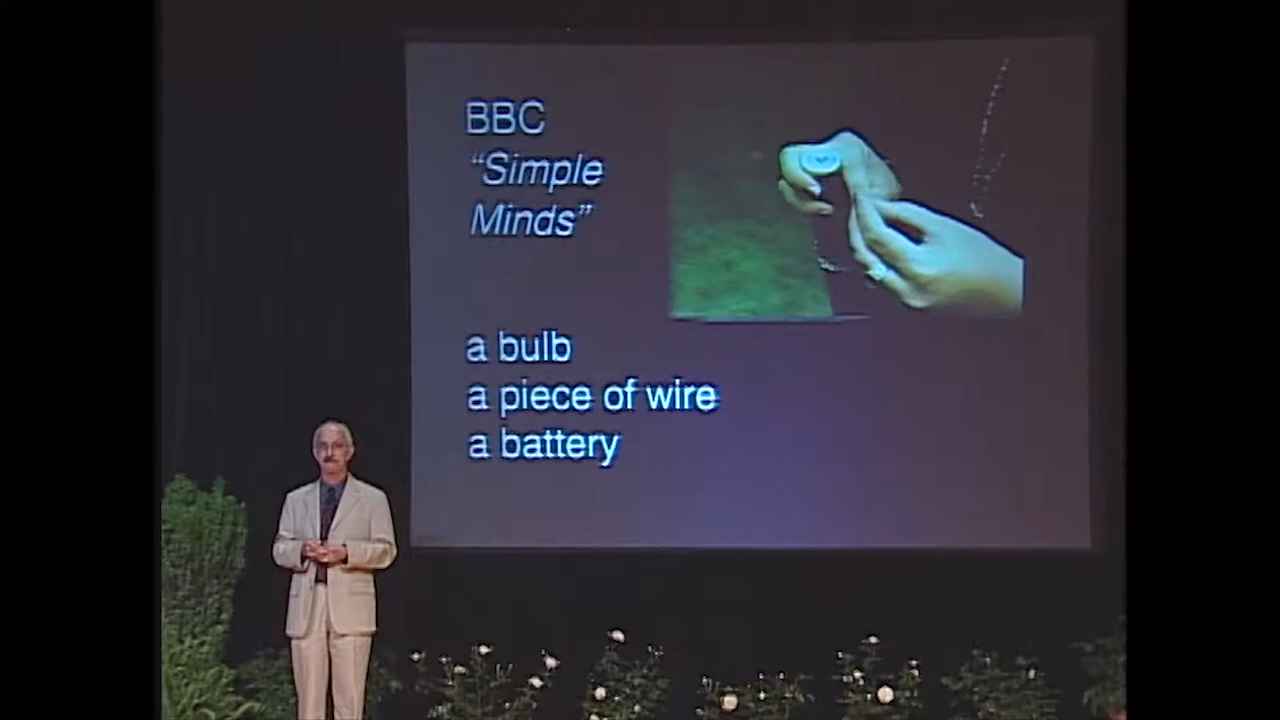 BBC
“Simple
Minds”
a bulb
a piece of wire
a battery